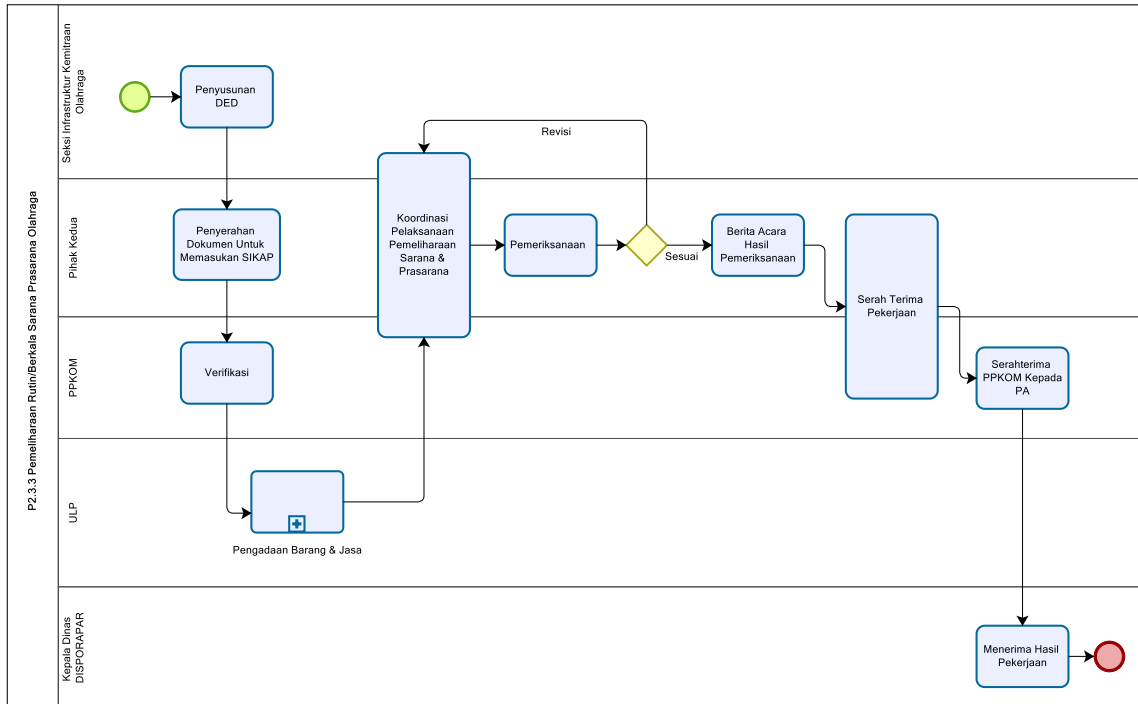 P2.3.3 Pemeliharaan Rutin/Berkala Sarana Prasarana Olahraga
Seksi Infrastruktur Kemitraan
Olahraga
Penyusunan
DED
Revisi
Pihak Kedua
Penyerahan
Dokumen Untuk
Memasukan SIKAP
Koordinasi
Pelaksanaan
Pemeliharaan
Sarana &
Prasarana
Pemeriksanaan
Sesuai
Berita Acara
Hasil
Pemeriksanaan
Serah Terima
Pekerjaan
PPKOM
Verifikasi
Serahterima
PPKOM Kepada
PA
ULP
Pengadaan Barang & Jasa
Kepala Dinas
DISPORAPAR
Menerima Hasil
Pekerjaan